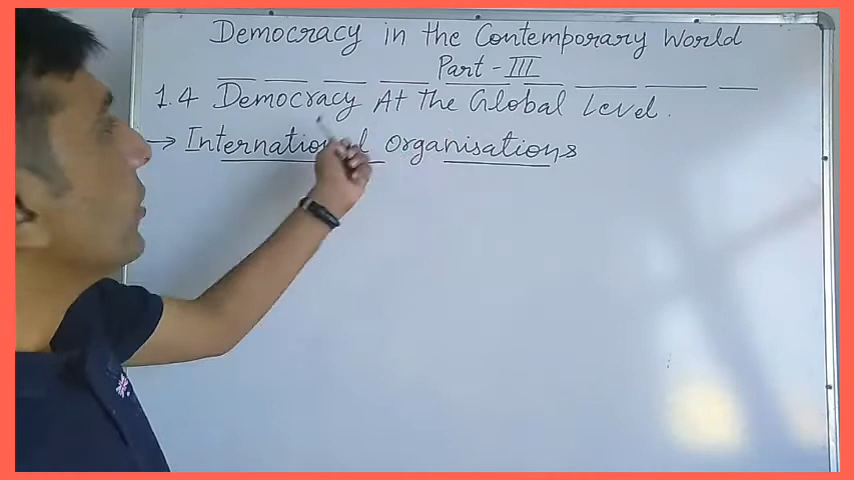 Democracy in the Contemporary World
Part - III
1.4 Democracy At the Global Level.
→ International Organisations